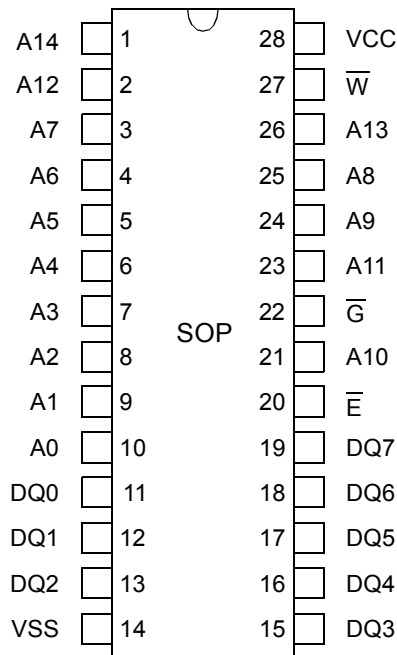 A14 1 28 VCC
A12 2 27 W̅
A7 3 26 A13
A6 4 25 A8
A5 5 24 A9
A4 6 23 A11
A3 7 22 G̅
SOP
A2 8 21 A10
A1 9 20 E̅
A0 10 19 DQ7
DQ0 11 18 DQ6
DQ1 12 17 DQ5
DQ2 13 16 DQ4
VSS 14 15 DQ3